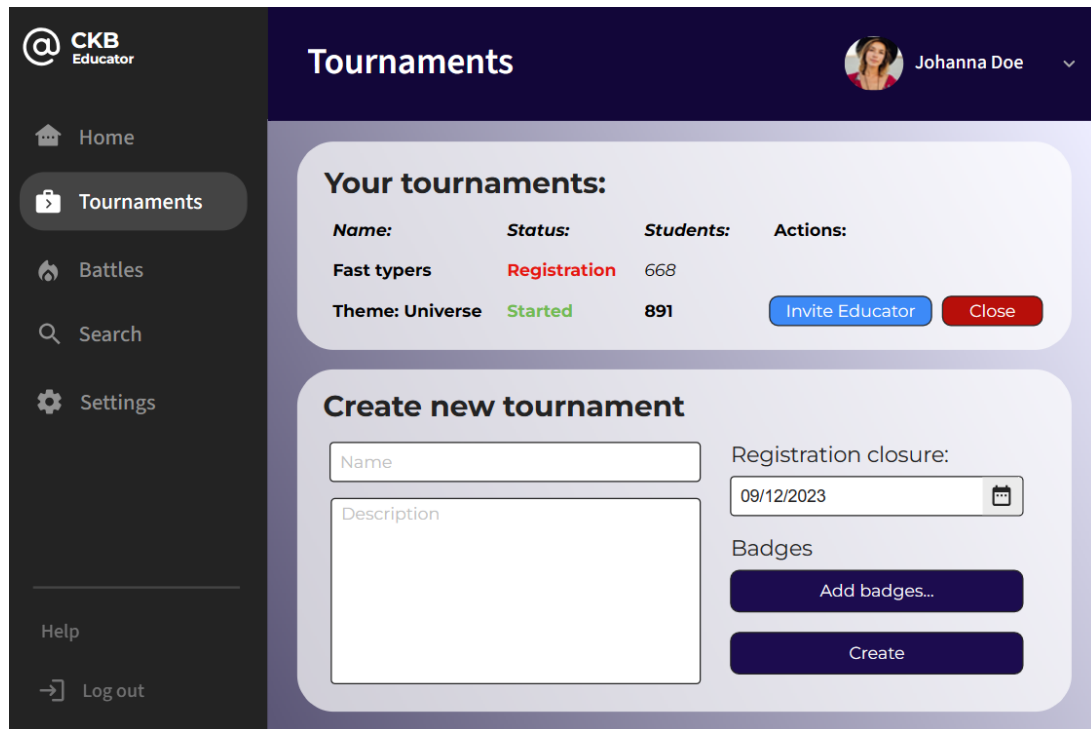 CKB
Educator
Home
Tournaments
Battles
Search
Settings
Help
Log out
Tournaments
Johanna Doe
Your tournaments:
Name: Status: Students: Actions:
Fast typers Registration 668
Theme: Universe Started 891 Invite Educator Close
Create new tournament
Name
Description
Registration closure:
09/12/2023
Badges
Add badges...
Create